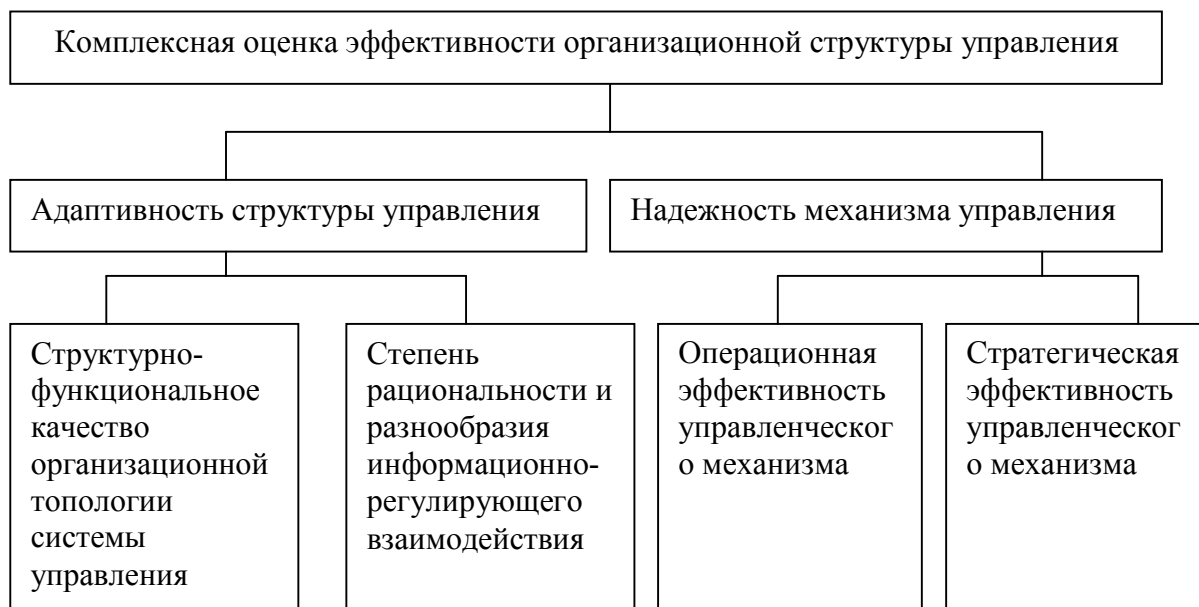 Комплексная оценка эффективности организационной структуры управления
Адаптивность структуры управления
Надежность механизма управления
Структурно-
функциональное
качество
организационной
топологии
системы
управления
Степень
рациональности и
разнообразия
информационно-
регулирующего
взаимодействия
Операционная
эффективность
управленческог
о механизма
Стратегическая
эффективность
управленческог
о механизма